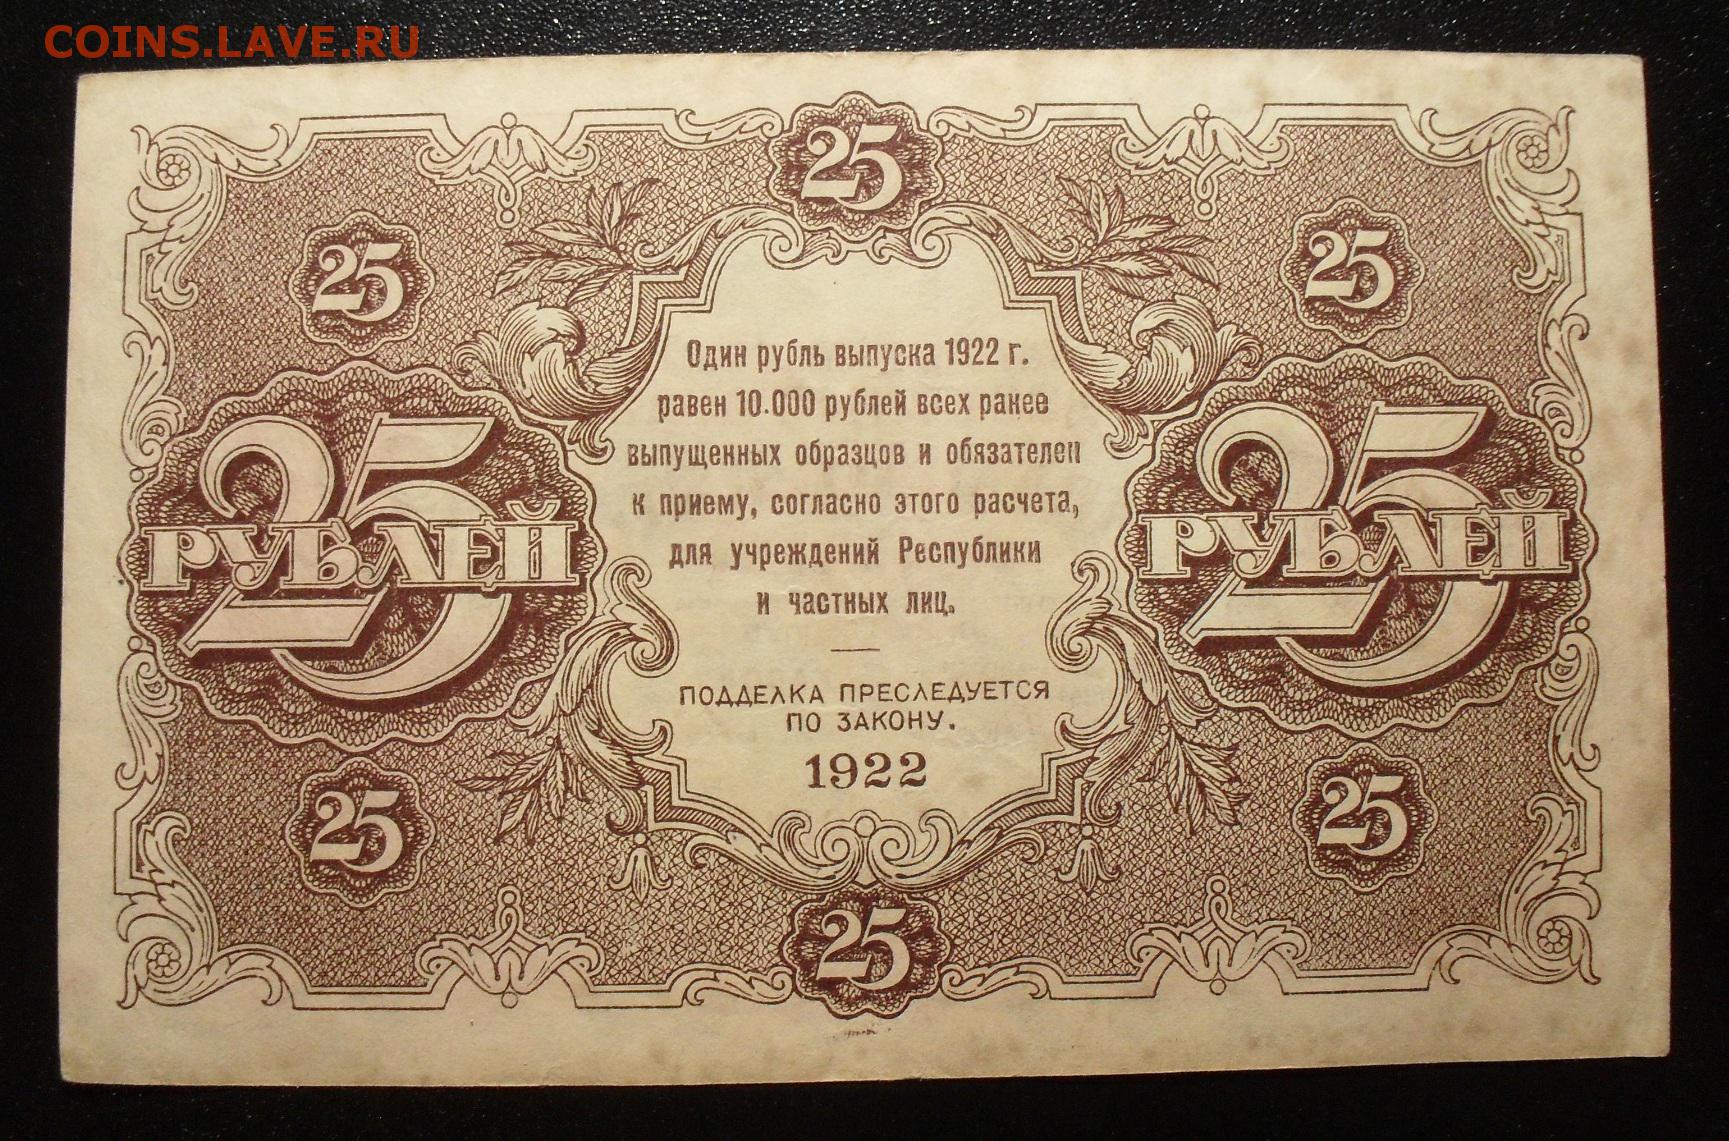 COINS.LAVE.RU
25
25
25
Один рубль выпуска 1922 г.
равен 10.000 рублей всех ранее
выпущенных образцов и обязателен
к приему, согласно этого расчета,
для учреждений Республики
и частных лиц.
25 РУБЛЕЙ
25 РУБЛЕЙ
ПОДДЕЛКА ПРЕСЛЕДУЕТСЯ
ПО ЗАКОНУ.
1922
25
25
25